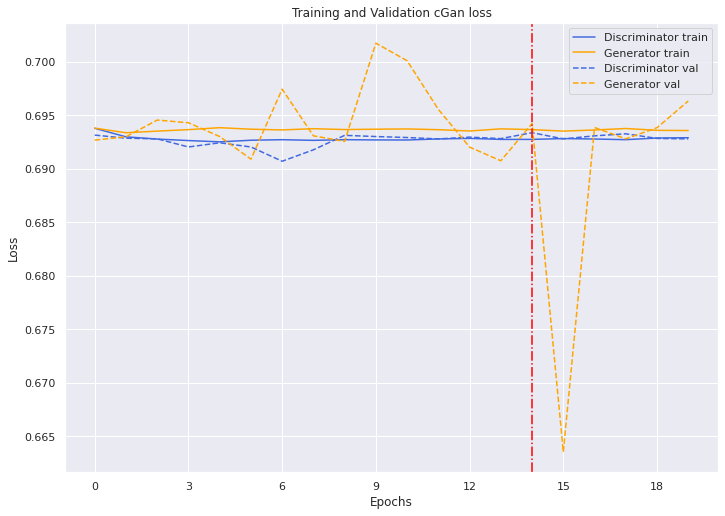 Training and Validation cGan loss
Discriminator train
Generator train
Discriminator val
Generator val
0.700
0.695
0.690
0.685
0.680
0.675
0.670
0.665
Loss
0 3 6 9 12 15 18
Epochs